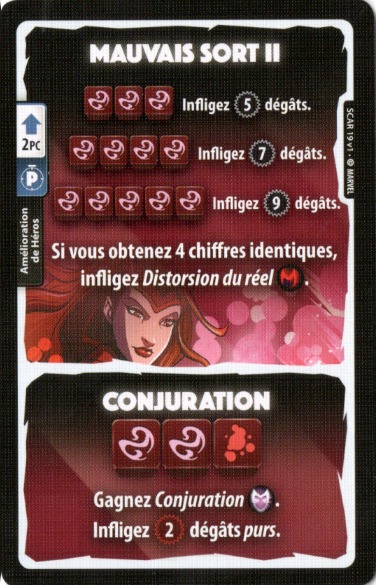 MAUVAIS SORT II
Infligez 5 dégâts.
Infligez 7 dégâts.
Infligez 9 dégâts.
Si vous obtenez 4 chiffres identiques,
infligez Distorsion du réel .
2PC
P
Amélioration
de Héros
SCAR 19 v1 • © MARVEL
CONJURATION
Gagnez Conjuration .
Infligez 2 dégâts purs.